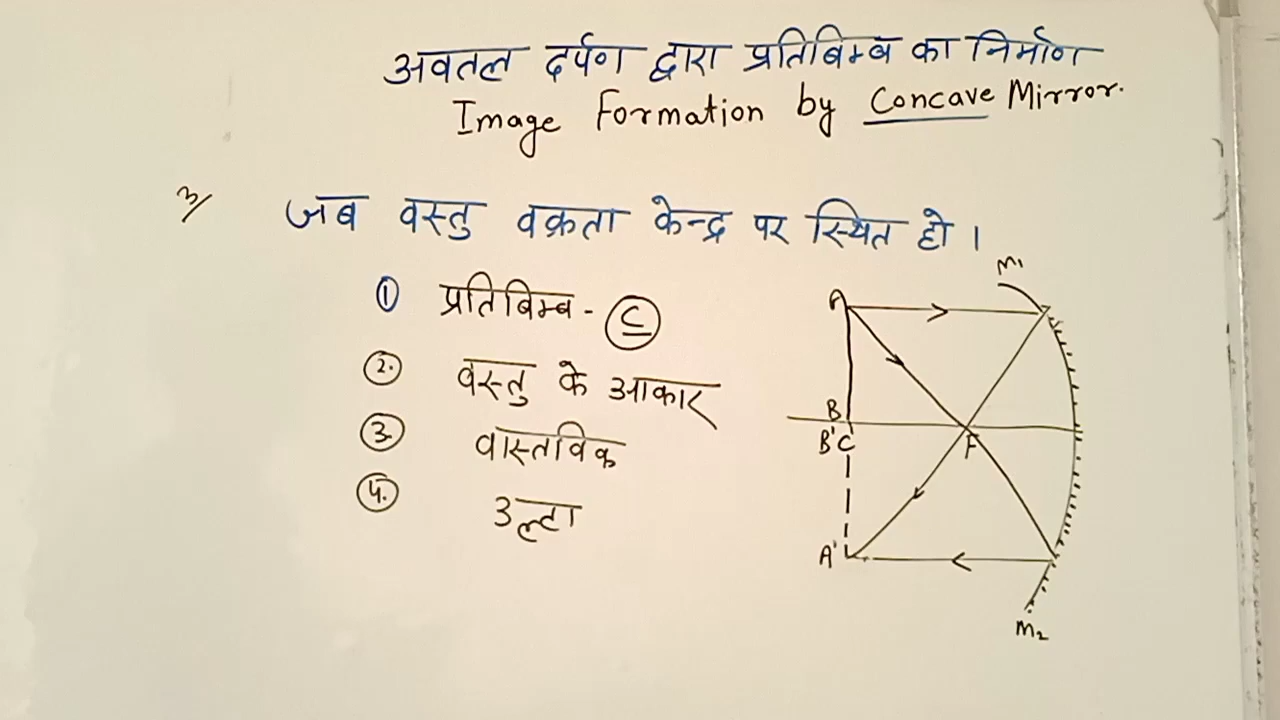 अवतल दर्पण द्वारा प्रतिबिम्ब का निर्माण
Image Formation by Concave Mirror.
3/ जब वस्तु वक्रता केन्द्र पर स्थित हो।
① प्रतिबिम्ब - C
2. वस्तु के आकार
3. वास्तविक
4. उल्टा
M1
A
B
B' C
F
A'
M2